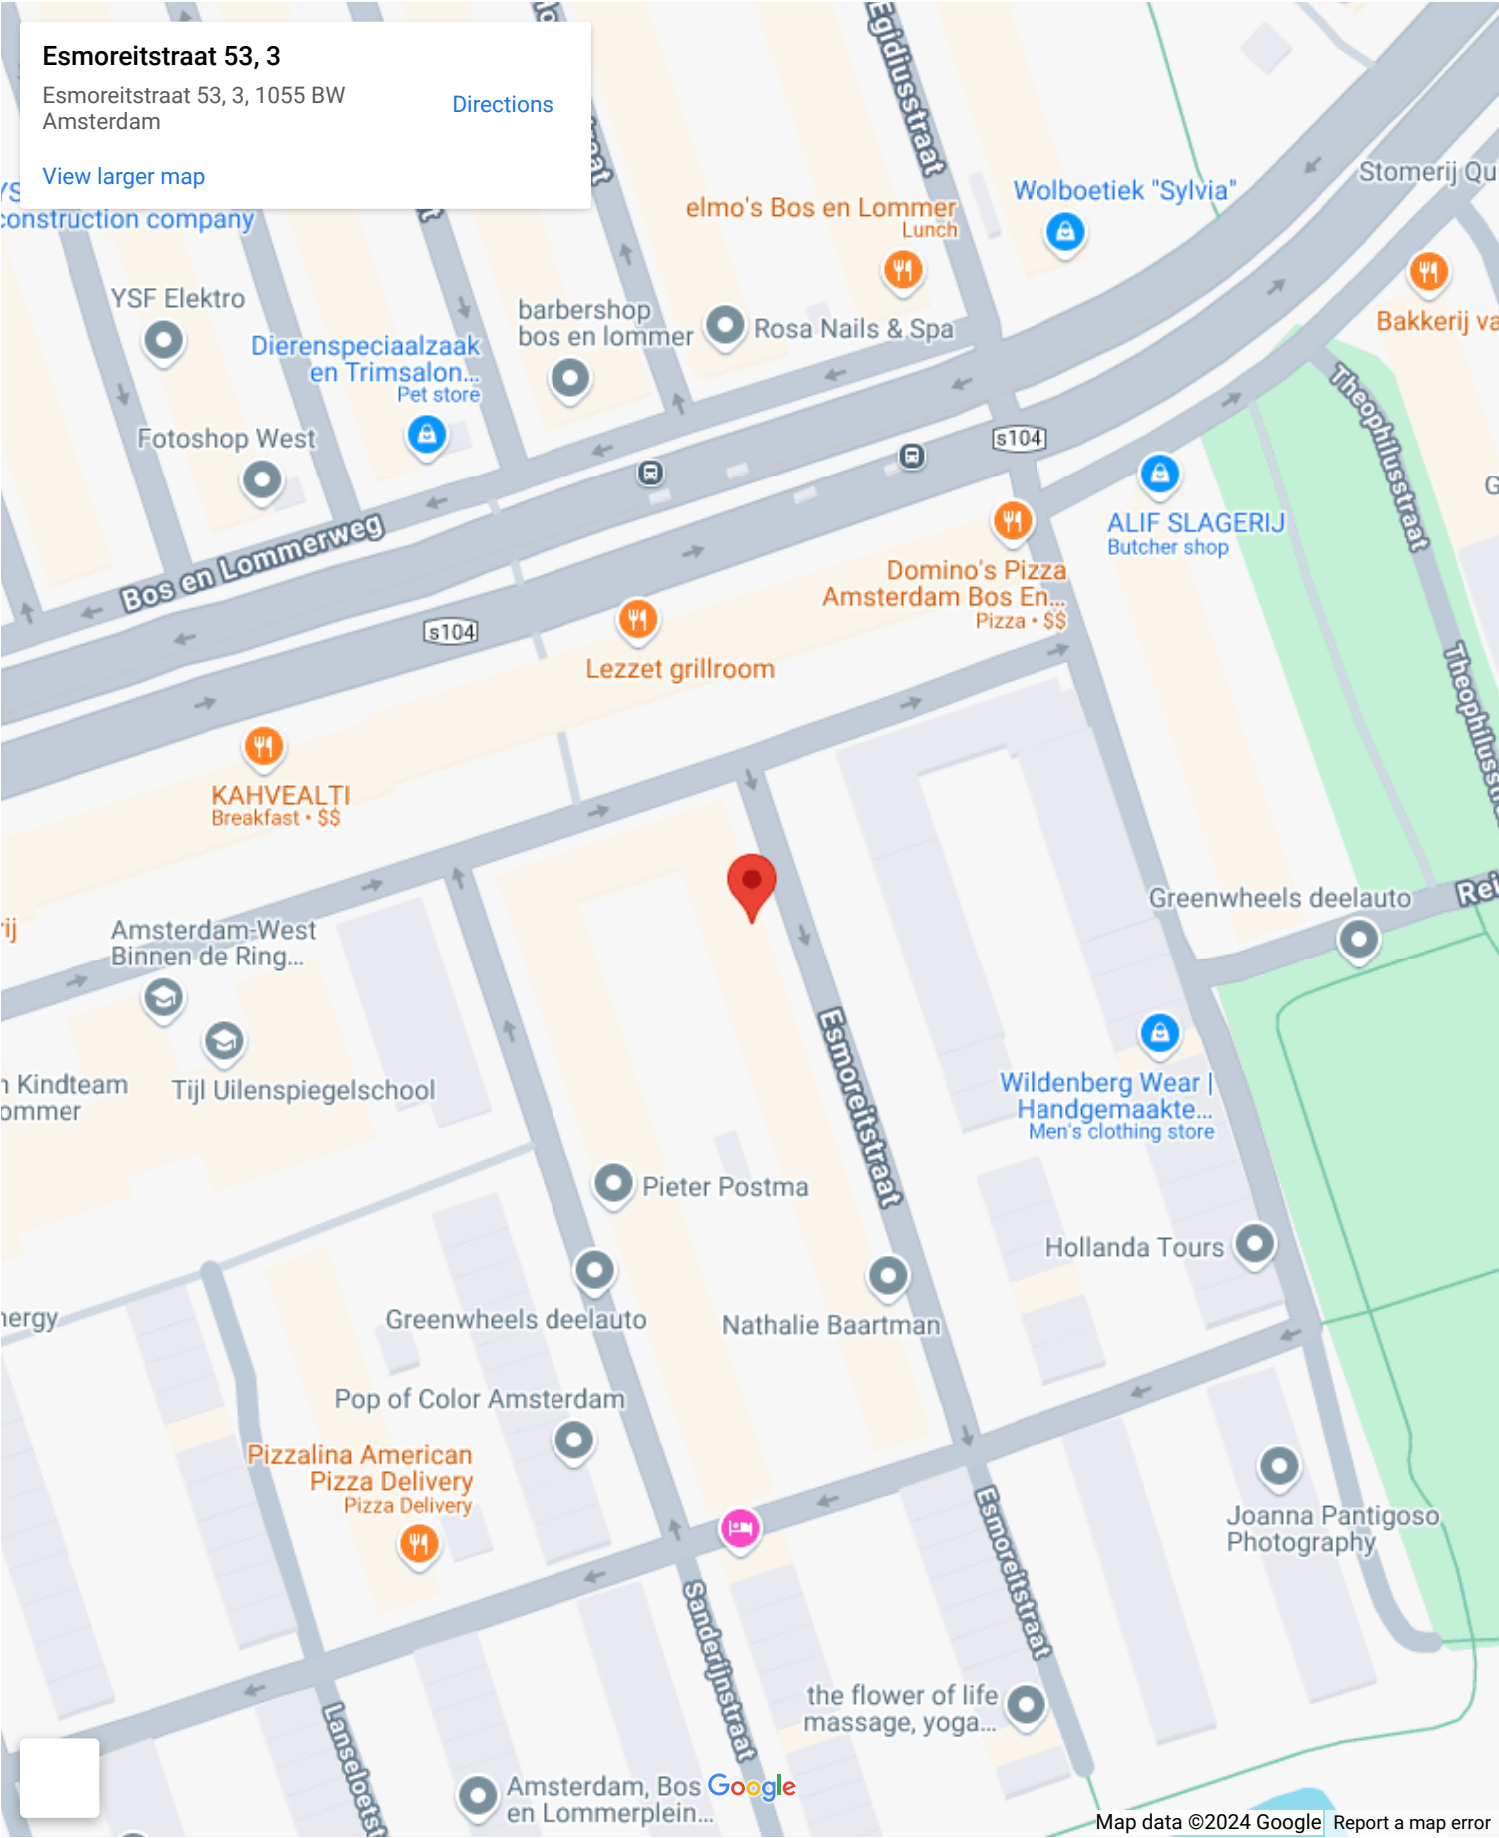 Esmoreitstraat 53, 3
Esmoreitstraat 53, 3, 1055 BW
Amsterdam
Directions
View larger map
construction company
Egidiusstraat
Stomerij Qu
Wolboetiek "Sylvia"
elmo's Bos en Lommer
Lunch
YSF Elektro
barbershop
bos en lommer
Rosa Nails & Spa
Bakkerij va
Dierenspeciaalzaak
en Trimsalon...
Pet store
Theophilusstraat
Fotoshop West
s104
ALIF SLAGERIJ
Butcher shop
Bos en Lommerweg
Domino's Pizza
Amsterdam Bos En...
Pizza • $$
s104
Lezzet grillroom
Theophilusstr
KAHVEALTI
Breakfast • $$
Greenwheels deelauto
Rei
rij
Amsterdam-West
Binnen de Ring...
Esmoreitstraat
Tijl Uilenspiegelschool
n Kindteam
ommer
Wildenberg Wear |
Handgemaakte...
Men's clothing store
Pieter Postma
Hollanda Tours
nergy
Greenwheels deelauto
Nathalie Baartman
Pop of Color Amsterdam
Pizzalina American
Pizza Delivery
Pizza Delivery
Esmoreitstraat
Joanna Pantigoso
Photography
Sanderijnstraat
the flower of life
massage, yoga...
Lanseloetst
Amsterdam, Bos
en Lommerplein...
Google
Map data ©2024 Google
Report a map error